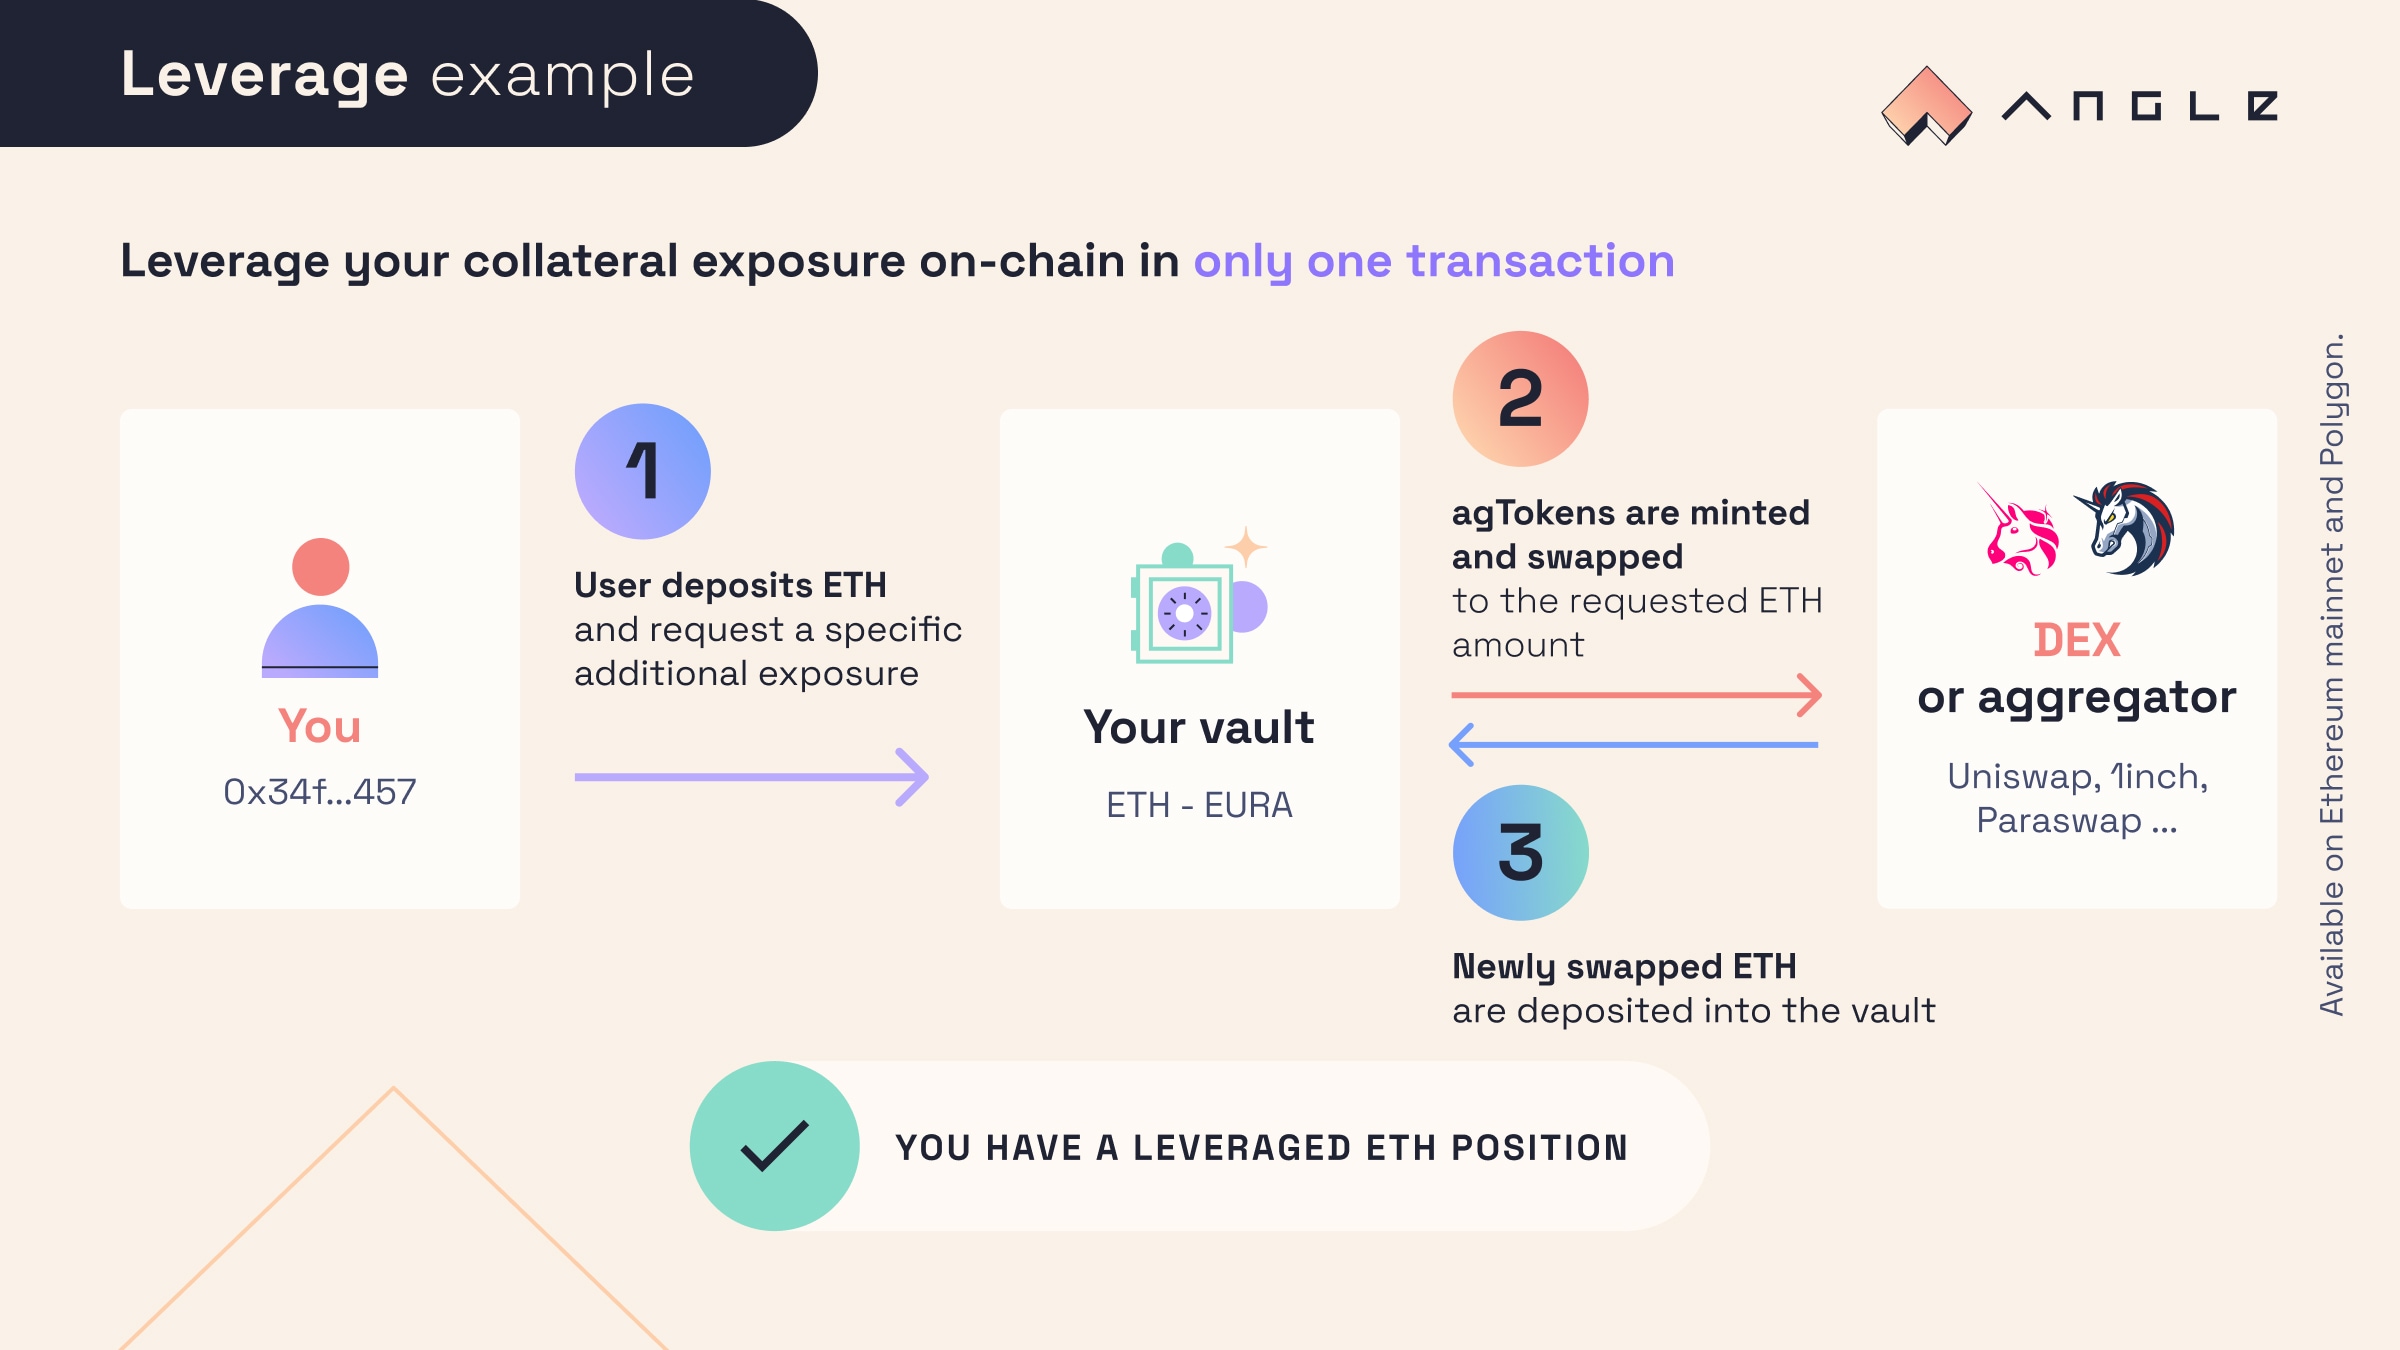 Leverage example
ANGLE
Leverage your collateral exposure on-chain in only one transaction
You
0x34f...457
1
User deposits ETH
and request a specific
additional exposure
Your vault
ETH - EURA
2
agTokens are minted
and swapped
to the requested ETH
amount
3
Newly swapped ETH
are deposited into the vault
DEX
or aggregator
Uniswap, 1inch,
Paraswap ...
Available on Ethereum mainnet and Polygon.
YOU HAVE A LEVERAGED ETH POSITION